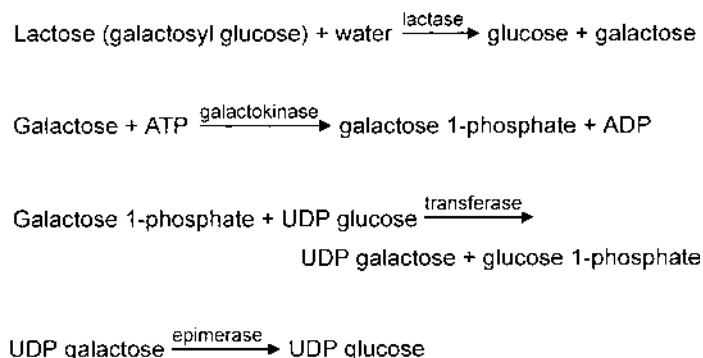 lactase
Lactose (galactosyl glucose) + water ⟶ glucose + galactose
galactokinase
Galactose + ATP ⟶ galactose 1-phosphate + ADP
transferase
Galactose 1-phosphate + UDP glucose ⟶
UDP galactose + glucose 1-phosphate
epimerase
UDP galactose ⟶ UDP glucose